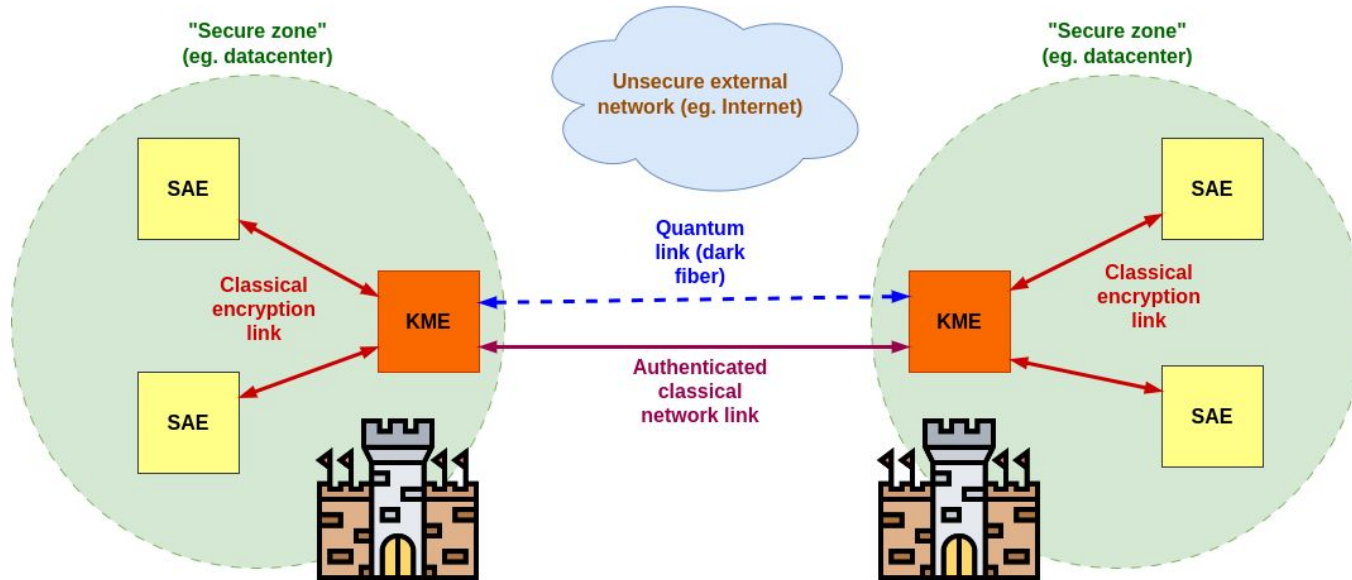 "Secure zone"
(eg. datacenter)
Unsecure external
network (eg. Internet)
"Secure zone"
(eg. datacenter)
SAE
SAE
Quantum
link (dark
fiber)
Classical
encryption
link
KME
KME
Classical
encryption
link
Authenticated
classical
network link
SAE
SAE